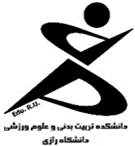 Edu. R.U.
دانشکده تربیت بدنی و علوم ورزشی
دانشگاه رازی